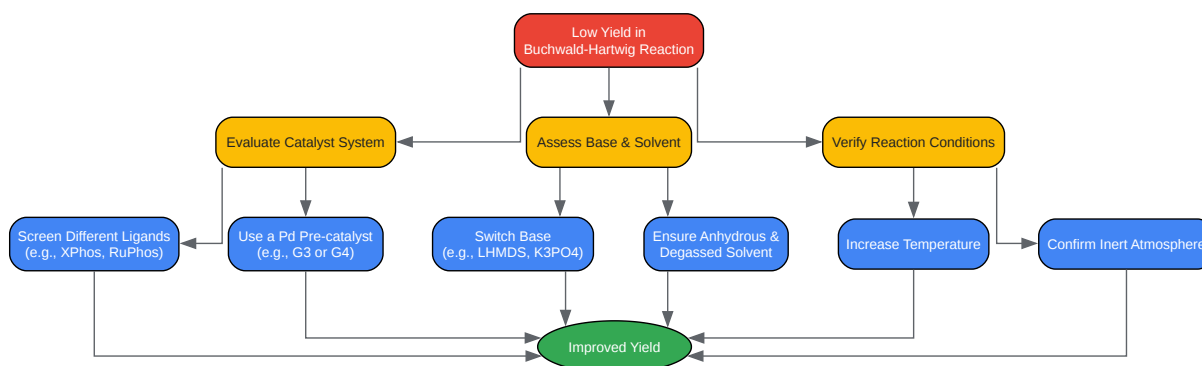 Low Yield in
Buchwald-Hartwig Reaction
Evaluate Catalyst System
Assess Base & Solvent
Verify Reaction Conditions
Screen Different Ligands
(e.g., XPhos, RuPhos)
Use a Pd Pre-catalyst
(e.g., G3 or G4)
Switch Base
(e.g., LHMDS, K3PO4)
Ensure Anhydrous &
Degassed Solvent
Increase Temperature
Confirm Inert Atmosphere
Improved Yield